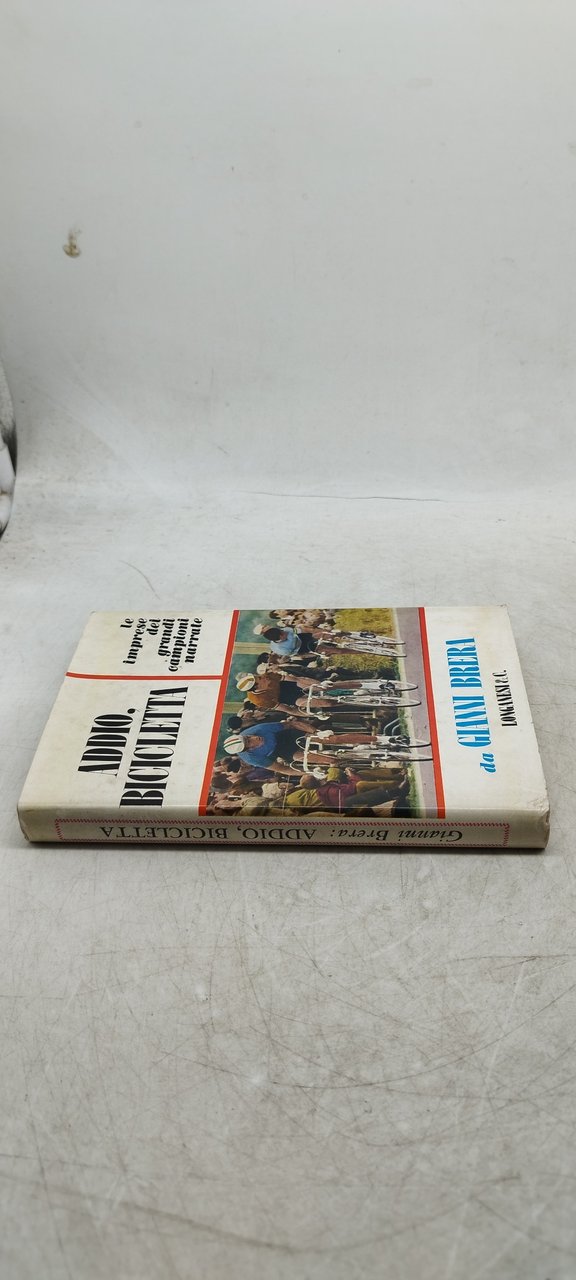 ADDIO,
BICICLETTA
le
imprese
dei
grandi
campioni
narrate
da GIANNI BRERA
LONGANESI & C.
Gianni Brera: ADDIO, BICICLETTA